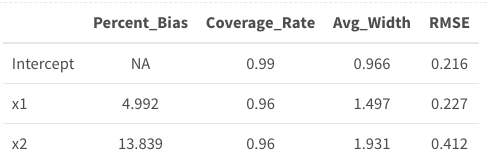 Percent_Bias Coverage_Rate Avg_Width RMSE
Intercept NA 0.99 0.966 0.216
x1 4.992 0.96 1.497 0.227
x2 13.839 0.96 1.931 0.412